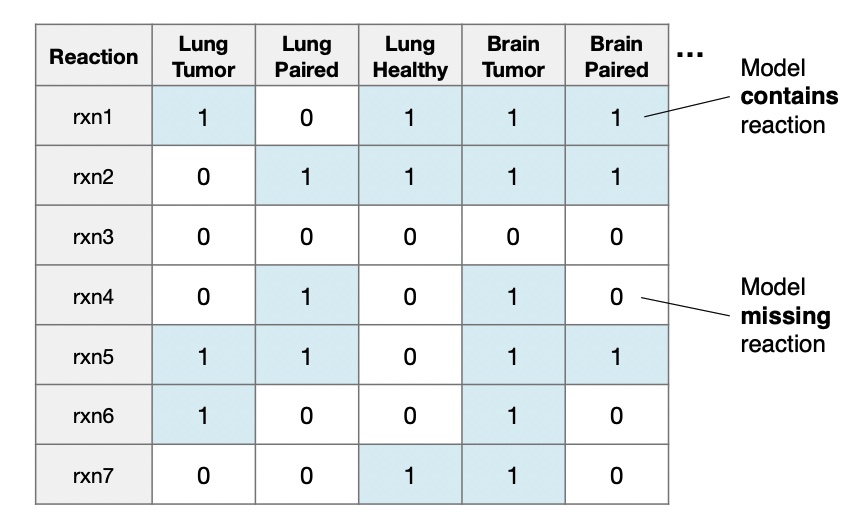 Reaction Lung Tumor Lung Paired Lung Healthy Brain Tumor Brain Paired ...
rxn1 1 0 1 1 1
rxn2 0 1 1 1 1
rxn3 0 0 0 0 0
rxn4 0 1 0 1 0
rxn5 1 1 0 1 1
rxn6 1 0 0 1 0
rxn7 0 0 1 1 0
Model
contains
reaction
Model
missing
reaction